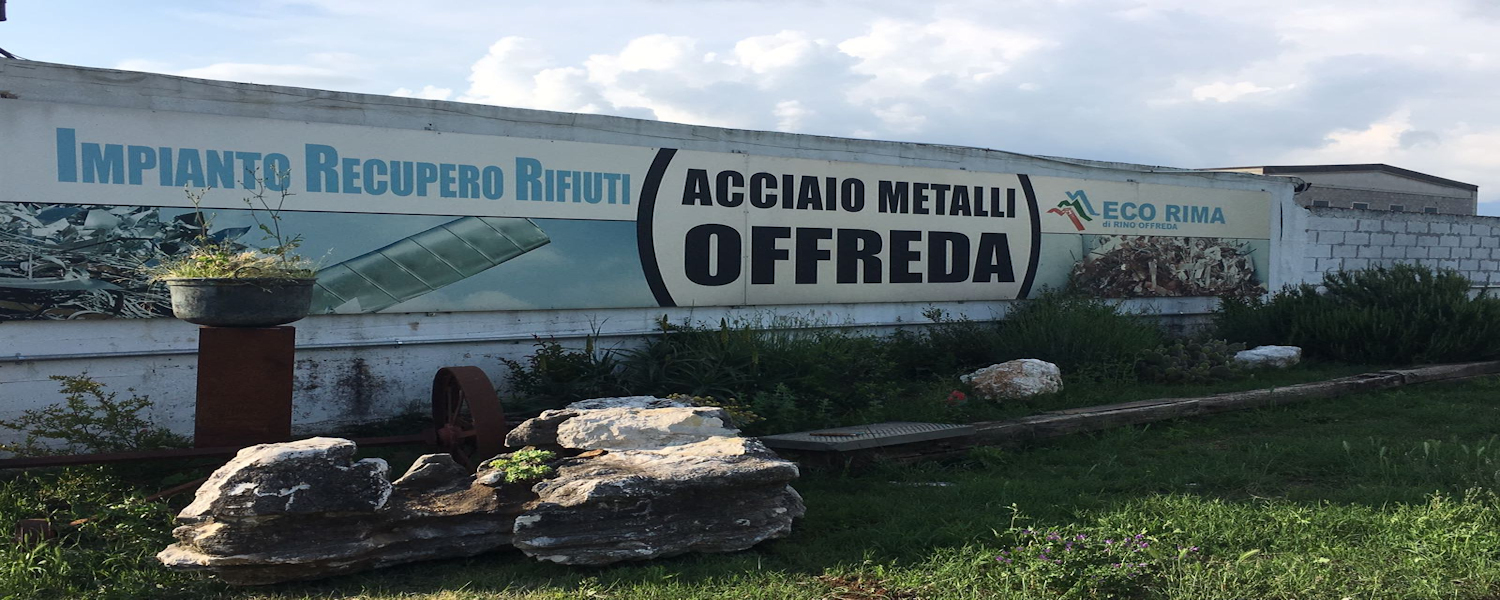 IMPIANTO RECUPERO RIFIUTI
ACCIAIO METALLI
OFFREDA
ECO RIMA
di RINO OFFREDA